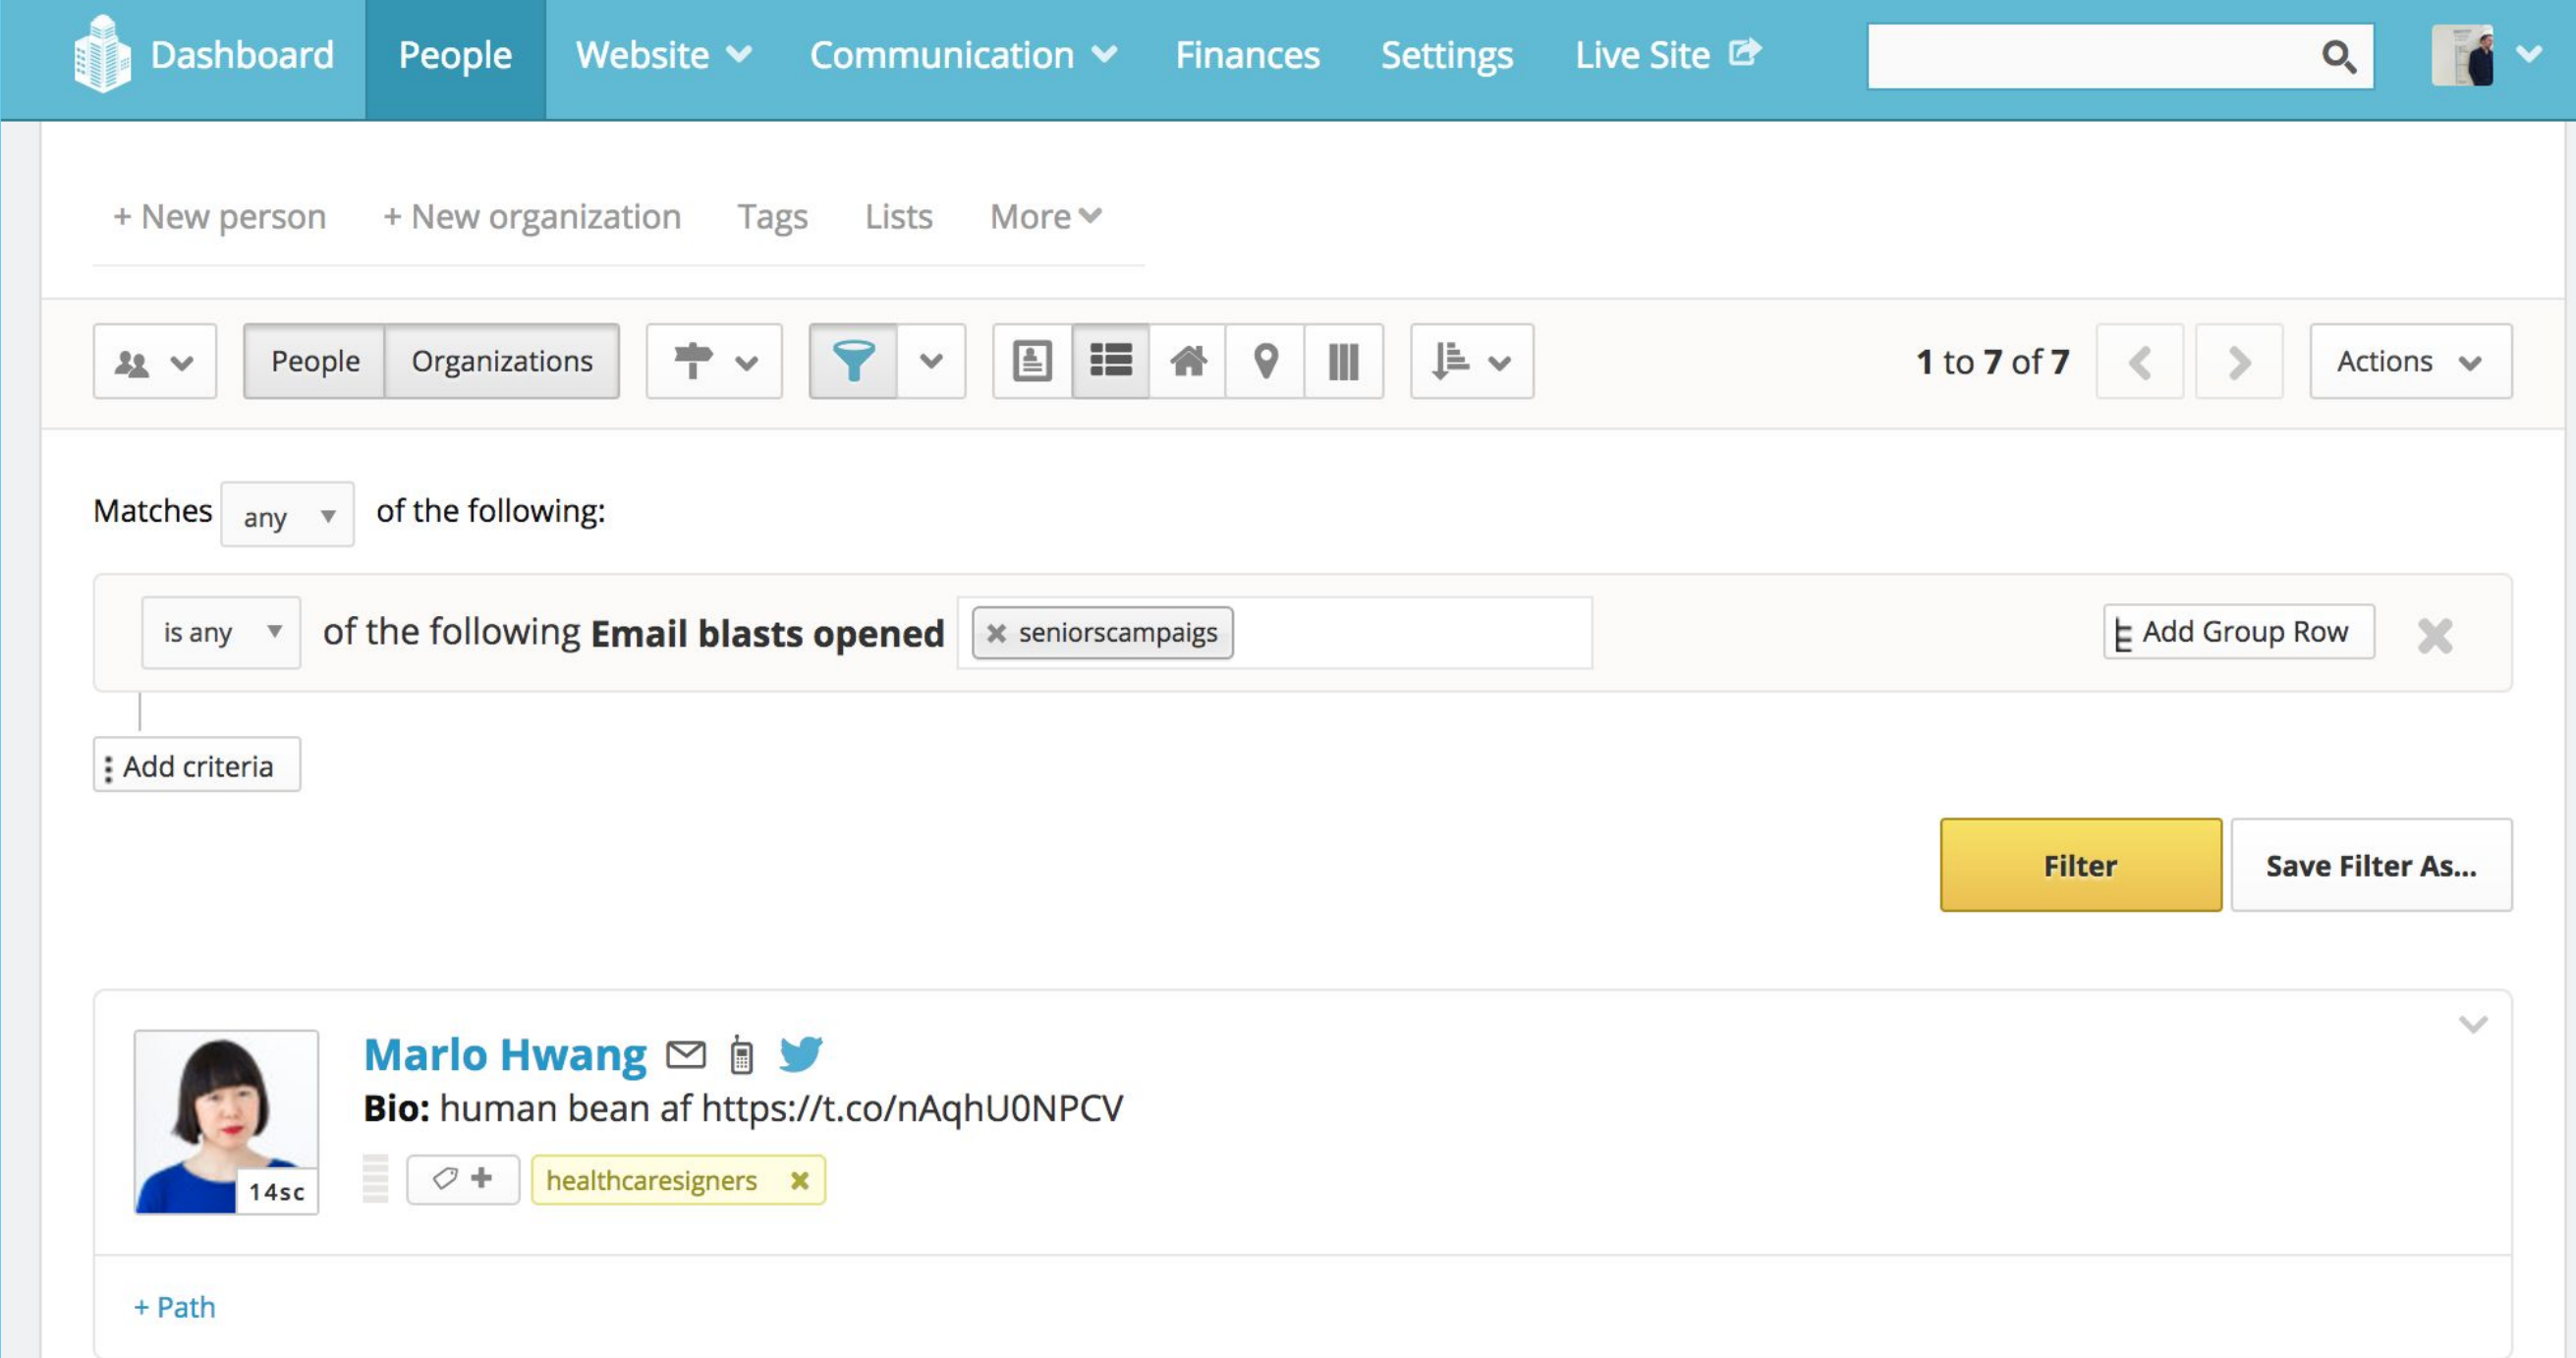 Dashboard People Website Communication Finances Settings Live Site
+ New person + New organization Tags Lists More
People Organizations 1 to 7 of 7 Actions
Matches any of the following:
is any of the following Email blasts opened seniorscampaigs Add Group Row
Add criteria
Filter Save Filter As...
Marlo Hwang
Bio: human bean af https://t.co/nAqhU0NPCV
14sc healthcaresigners
+ Path